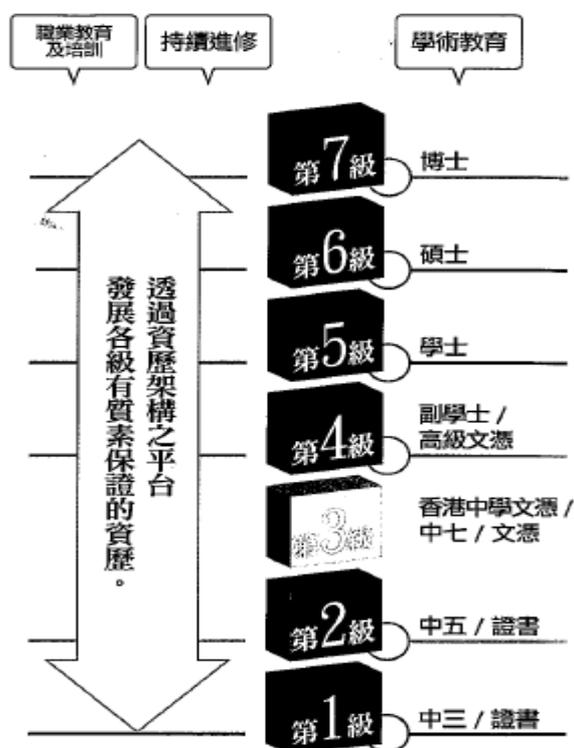 職業教育
及培訓
持續進修
學術教育
透過資歷架構之平台
發展各級有質素保證的資歷。
第7級
博士
第6級
碩士
第5級
學士
第4級
副學士 /
高級文憑
第3級
香港中學文憑 /
中七 / 文憑
第2級
中五 / 證書
第1級
中三 / 證書